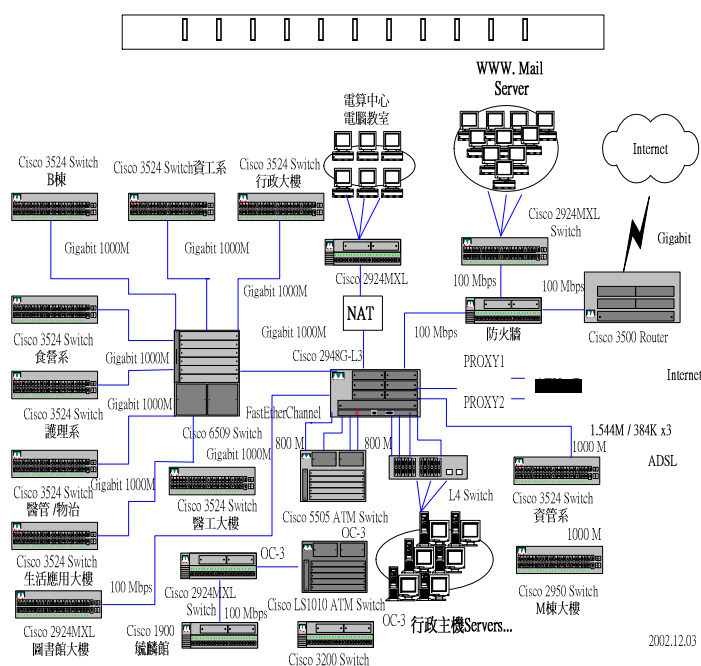 WWW. Mail
Server
電算中心
電腦教室
Internet
Cisco 3524 Switch
B棟
Cisco 3524 Switch資工系
Cisco 3524 Switch
行政大樓
Cisco 2924MXL
Switch
Gigabit
Gigabit 1000M
Gigabit 1000M
Gigabit 1000M
Cisco 2924MXL
100 Mbps
100 Mbps
NAT
防火牆
Cisco 3500 Router
Cisco 3524 Switch
食營系
Gigabit 1000M
Gigabit 1000M
100 Mbps
Cisco 2948G-L3
PROXY1
Internet
Cisco 3524 Switch
護理系
Gigabit 1000M
PROXY2
FastEtherChannel
Cisco 6509 Switch
1.544M / 384K x3
ADSL
800 M
800 M
1000 M
Gigabit 1000M
Cisco 3524 Switch
醫管 /物治
Gigabit 1000M
Cisco 3524 Switch
醫工大樓
Cisco 5505 ATM Switch
L4 Switch
Cisco 3524 Switch
資管系
OC-3
1000 M
Cisco 3524 Switch
生活應用大樓
OC-3
100 Mbps
Cisco 2924MXL
Switch
Cisco LS1010 ATM Switch
Cisco 2950 Switch
M棟大樓
100 Mbps
OC-3
行政主機Servers...
Cisco 2924MXL
圖書館大樓
Cisco 1900
毓麟館
Cisco 3200 Switch
2002.12.03